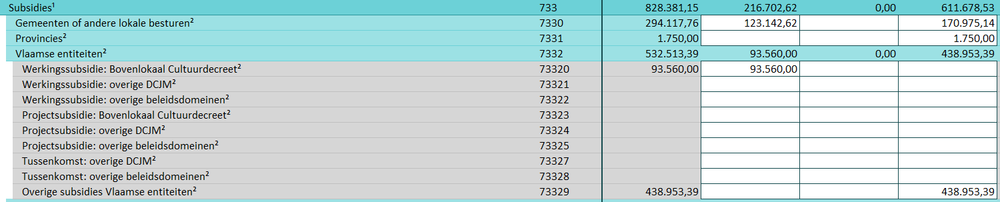 Subsidies¹ 733 828.381,15 216.702,62 0,00 611.678,53
Gemeenten of andere lokale besturen² 7330 294.117,76 123.142,62 170.975,14
Provincies² 7331 1.750,00 1.750,00
Vlaamse entiteiten² 7332 532.513,39 93.560,00 0,00 438.953,39
Werkingssubsidie: Bovenlokaal Cultuurdecreet² 73320 93.560,00 93.560,00
Werkingssubsidie: overige DCJM² 73321
Werkingssubsidie: overige beleidsdomeinen² 73322
Projectsubsidie: Bovenlokaal Cultuurdecreet² 73323
Projectsubsidie: overige DCJM² 73324
Projectsubsidie: overige beleidsdomeinen² 73325
Tussenkomst: overige DCJM² 73327
Tussenkomst: overige beleidsdomeinen² 73328
Overige subsidies Vlaamse entiteiten² 73329 438.953,39 438.953,39